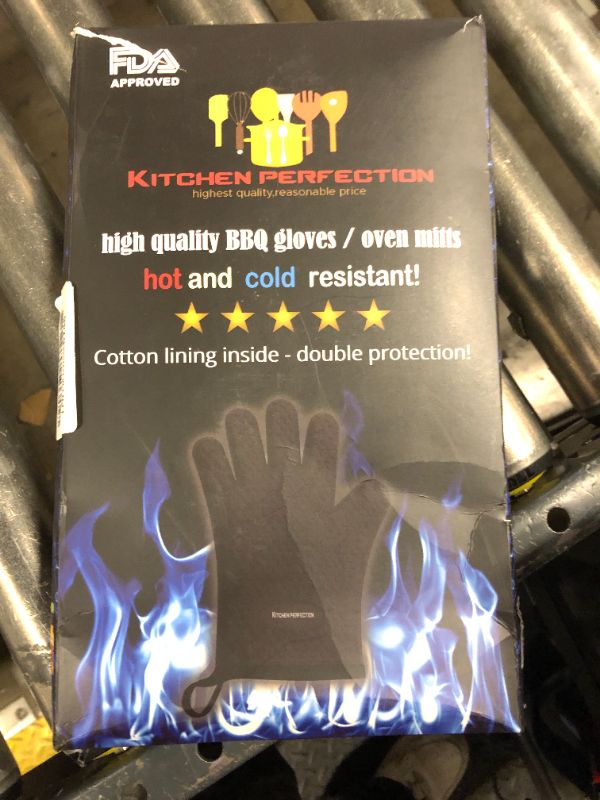 FDA
APPROVED
KITCHEN PERFECTION
highest quality,reasonable price
high quality BBQ gloves / oven mitts
hot and cold resistant!
Cotton lining inside - double protection!
KITCHEN PERFECTION